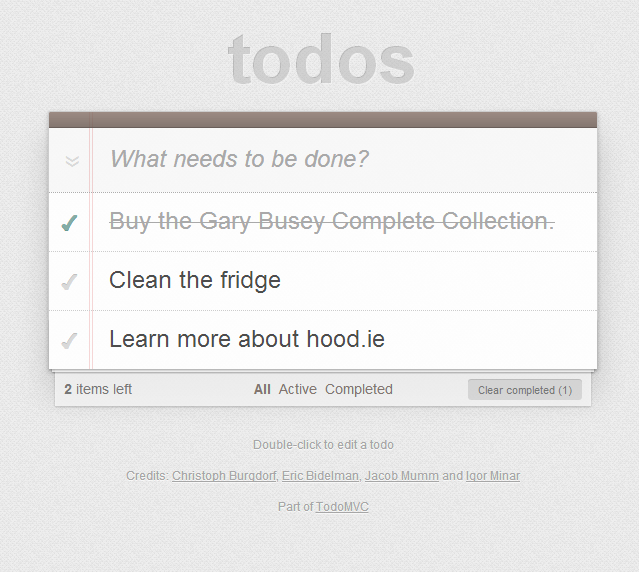 todos
What needs to be done?
Buy the Gary Busey Complete Collection.
Clean the fridge
Learn more about hood.ie
2 items left All Active Completed Clear completed (1)
Double-click to edit a todo
Credits: Christoph Burgdorf, Eric Bidelman, Jacob Mumm and Igor Minar
Part of TodoMVC